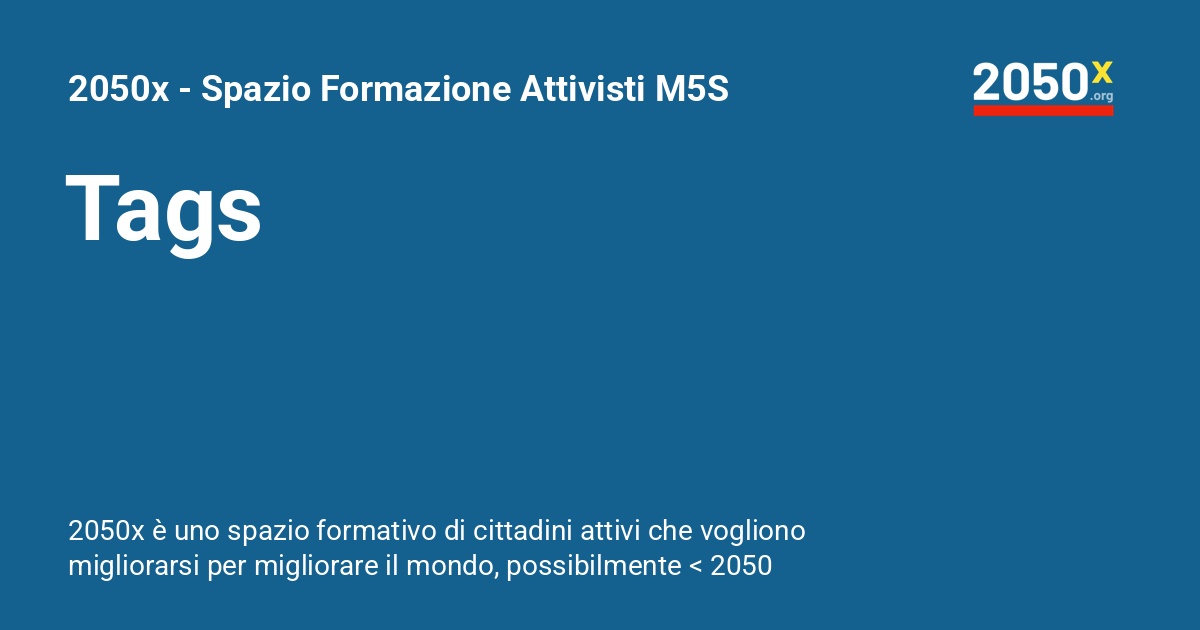 2050x - Spazio Formazione Attivisti M5S
2050x
.org
Tags
2050x è uno spazio formativo di cittadini attivi che vogliono
migliorarsi per migliorare il mondo, possibilmente < 2050